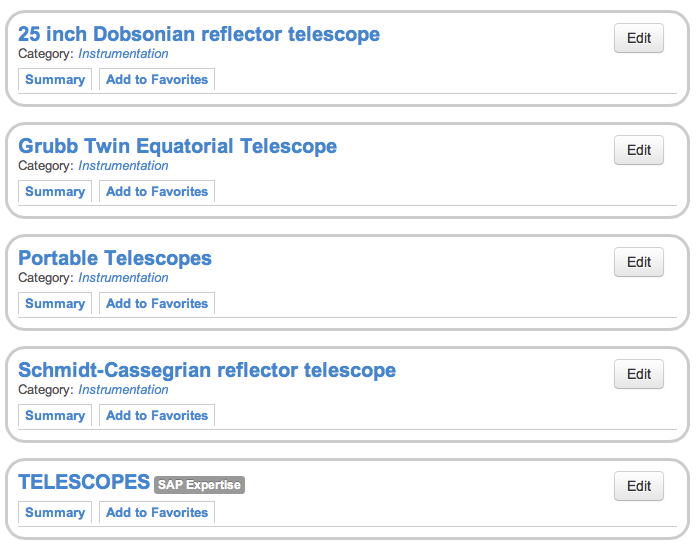 25 inch Dobsonian reflector telescope
Edit
Category: Instrumentation
Summary Add to Favorites
Grubb Twin Equatorial Telescope
Edit
Category: Instrumentation
Summary Add to Favorites
Portable Telescopes
Edit
Category: Instrumentation
Summary Add to Favorites
Schmidt-Cassegrian reflector telescope
Edit
Category: Instrumentation
Summary Add to Favorites
TELESCOPES SAP Expertise
Edit
Summary Add to Favorites